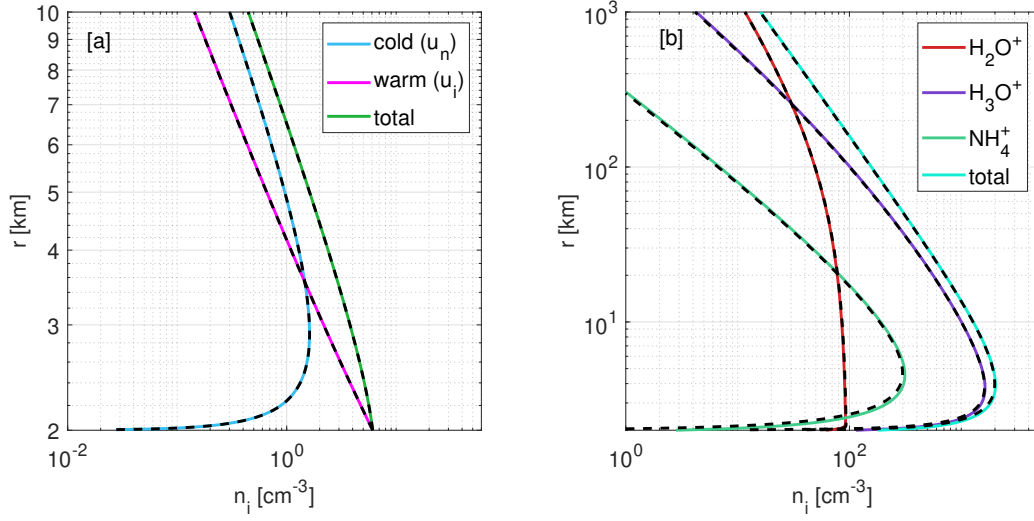 [a]
cold (u_n)
warm (u_i)
total
10
9
8
7
6
5
4
3
2
r [km]
10^-2
10^0
n_i [cm^-3]
[b]
H_2O^+
H_3O^+
NH_4^+
total
10^3
10^2
10^1
r [km]
10^0
10^2
n_i [cm^-3]